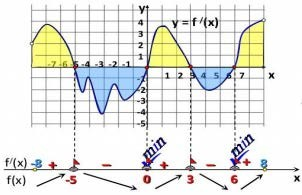 y
y = f ′(x)
4
3
2
1
-7 -6 -5 -4 -3 -2 -1
1 2 3 4 5 6 7
x
-1
-2
-3
-4
-5
min min
f′(x) -8 + - + - + 8 x
f(x) -5 0 3 6